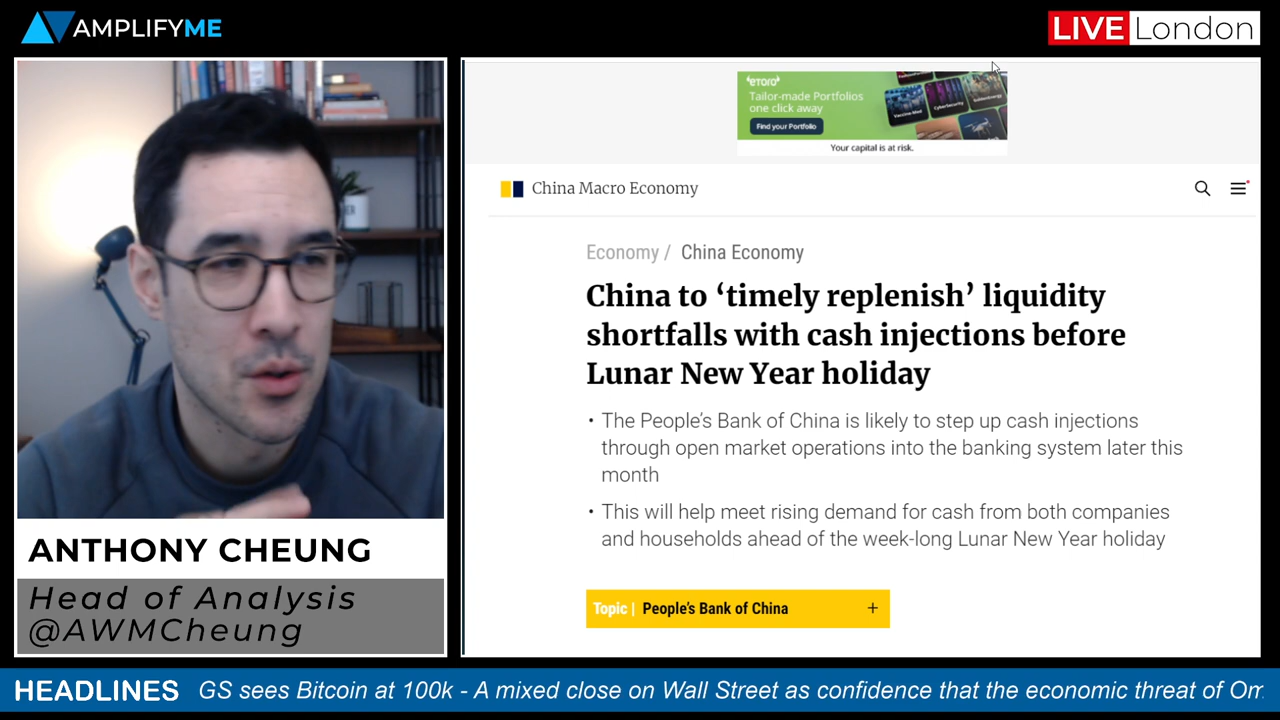 AMPLIFYME
LIVE London
eToro
Tailor-made Portfolios
one click away
Find your Portfolio
Vaccine-Med
CyberSecurity
Your capital is at risk.
China Macro Economy
Economy / China Economy
China to ‘timely replenish’ liquidity
shortfalls with cash injections before
Lunar New Year holiday
• The People’s Bank of China is likely to step up cash injections
through open market operations into the banking system later this
month
• This will help meet rising demand for cash from both companies
and households ahead of the week-long Lunar New Year holiday
Topic | People’s Bank of China +
ANTHONY CHEUNG
Head of Analysis
@AWMCheung
HEADLINES GS sees Bitcoin at 100k - A mixed close on Wall Street as confidence that the economic threat of Om